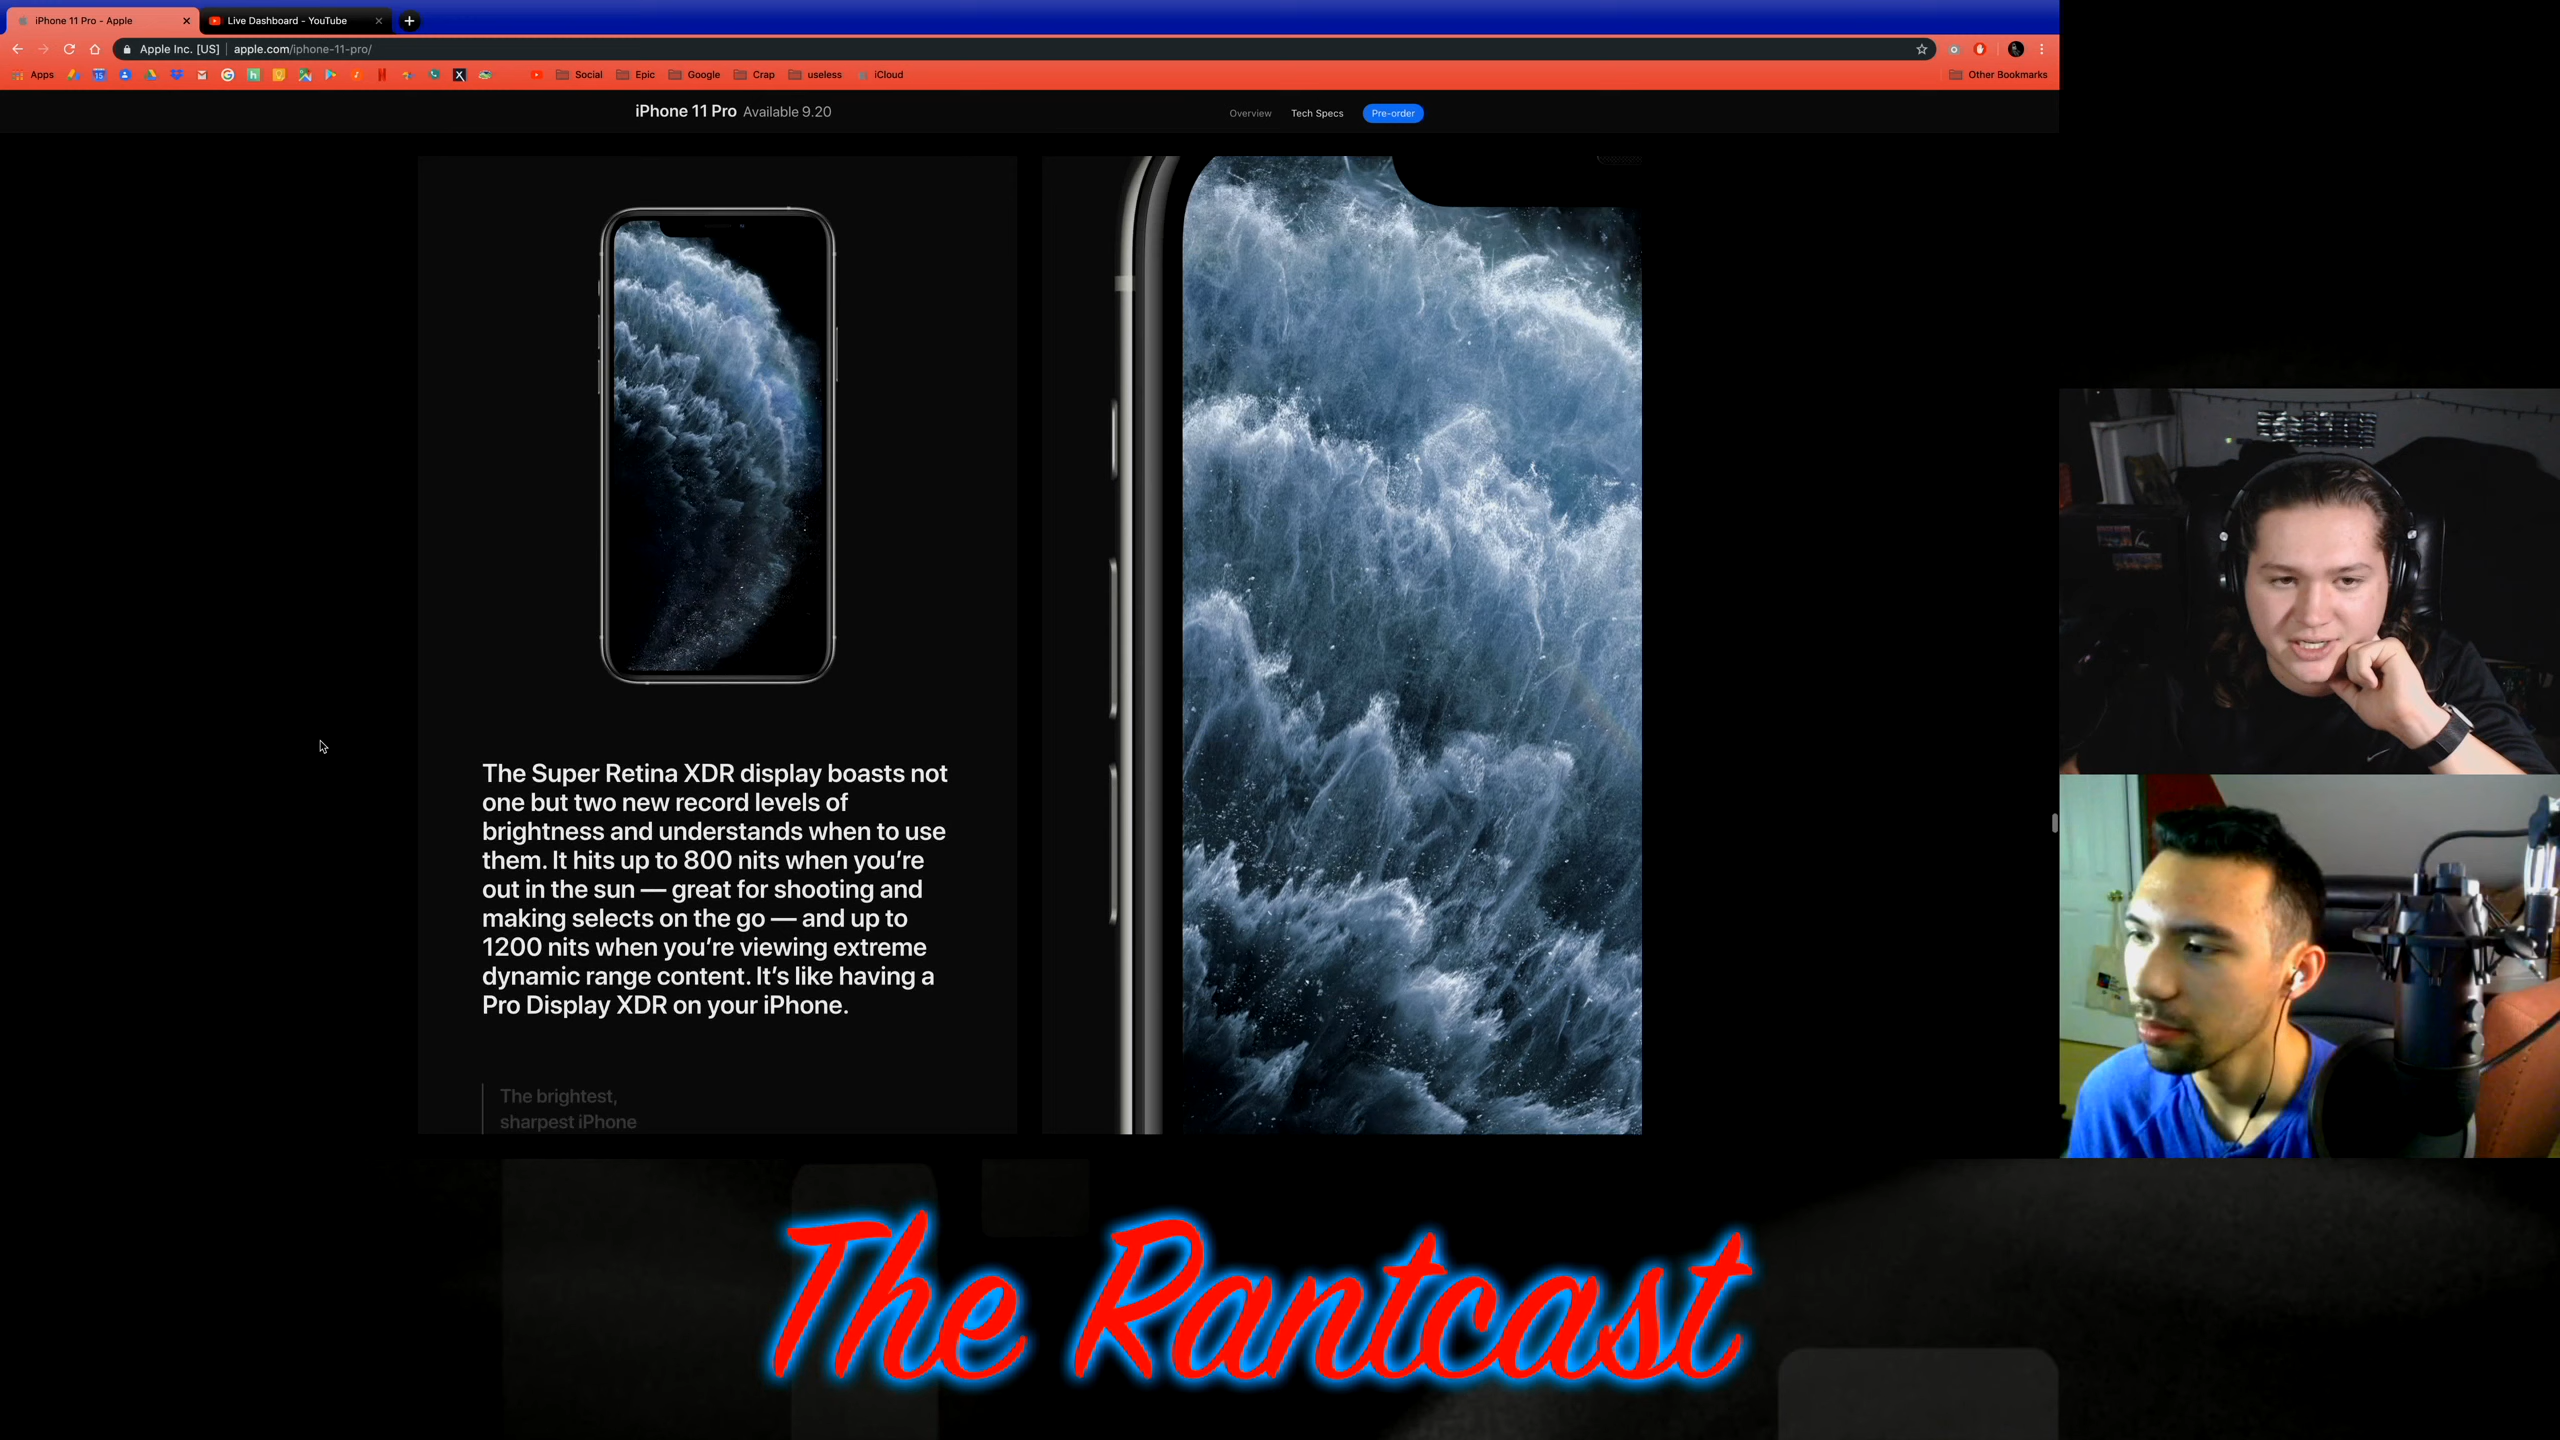 iPhone 11 Pro - Apple
Live Dashboard - YouTube
Apple Inc. [US] | apple.com/iphone-11-pro/
Apps
Social
Epic
Google
Crap
useless
iCloud
Other Bookmarks
iPhone 11 Pro Available 9.20
Overview
Tech Specs
Pre-order
The Super Retina XDR display boasts not
one but two new record levels of
brightness and understands when to use
them. It hits up to 800 nits when you’re
out in the sun — great for shooting and
making selects on the go — and up to
1200 nits when you’re viewing extreme
dynamic range content. It’s like having a
Pro Display XDR on your iPhone.
The brightest,
sharpest iPhone
The Rantcast